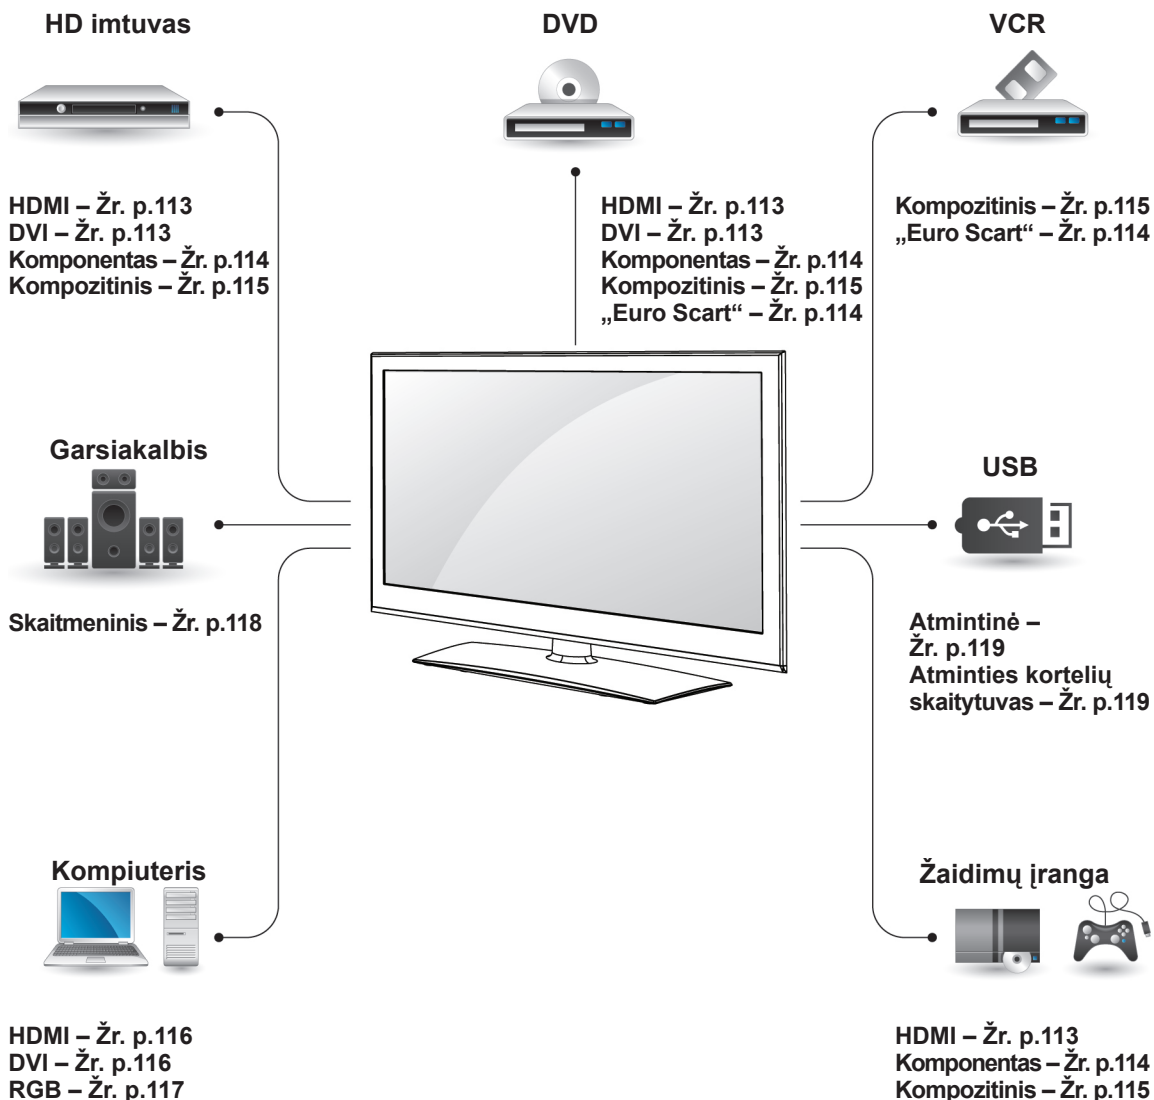 HD imtuvas
HDMI – Žr. p.113
DVI – Žr. p.113
Komponentas – Žr. p.114
Kompozitinis – Žr. p.115
DVD
HDMI – Žr. p.113
DVI – Žr. p.113
Komponentas – Žr. p.114
Kompozitinis – Žr. p.115
„Euro Scart“ – Žr. p.114
VCR
Kompozitinis – Žr. p.115
„Euro Scart“ – Žr. p.114
Garsiakalbis
Skaitmeninis – Žr. p.118
USB
Atmintinė –
Žr. p.119
Atminties kortelių
skaitytuvas – Žr. p.119
Kompiuteris
HDMI – Žr. p.116
DVI – Žr. p.116
RGB – Žr. p.117
Žaidimų įranga
HDMI – Žr. p.113
Komponentas – Žr. p.114
Kompozitinis – Žr. p.115